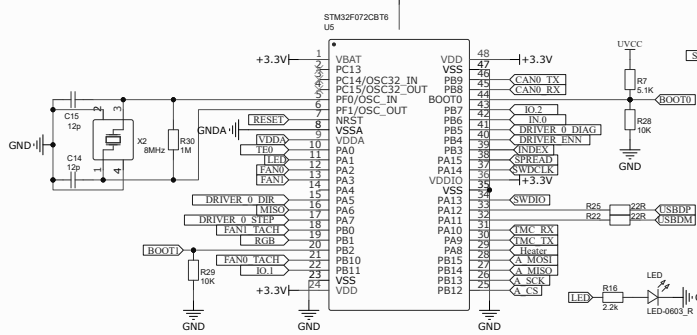 STM32F072CBT6
U5
UVCC
+3.3V 1 VBAT VDD 48 +3.3V
2 PC13 VSS 47
3 PC14/OSC32_IN PB9 46 CAN0_TX
4 PC15/OSC32_OUT PB8 45 CAN0_RX
R7
5.1K
5 PF0/OSC_IN BOOT0 44 BOOT0
6 PF1/OSC_OUT PB7 43 IO.2
RESET 7 NRST PB6 42 IN.0
GNDA 8 VSSA PB5 41 DRIVER_0_DIAG
VDDA 9 VDDA PB4 40 DRIVER_ENN
TE0 10 PA0 PB3 39 INDEX
LED 11 PA1 PA15 38 SPREAD
FAN0 12 PA2 PA14 37 SWDCLK
FAN1 13 PA3 VDDIO 36 +3.3V
14 PA4 VSS 35
DRIVER_0_DIR 15 PA5 PA13 34 SWDIO
MISO 16 PA6 PA12 33 R25 22R USBDP
DRIVER_0_STEP 17 PA7 PA11 32 R22 22R USBDM
FAN1_TACH 18 PB0 PA10 31 TMC_RX
RGB 19 PB1 PA9 30 TMC_TX
BOOT1 20 PB2 PA8 29 Heater
FAN0_TACH 21 PB10 PB15 28 A_MOSI
IO.1 22 PB11 PB14 27 A_MISO
23 VSS PB13 26 A_SCK
+3.3V 24 VDD PB12 25 A_CS
C15
12p
2 3
GND
X2
8MHz
R30
1M
C14
12p
1 4
R28
10K
GND
R29
10K
GND
GND
GND
LED
LED R16
2.2k
LED-0603_R